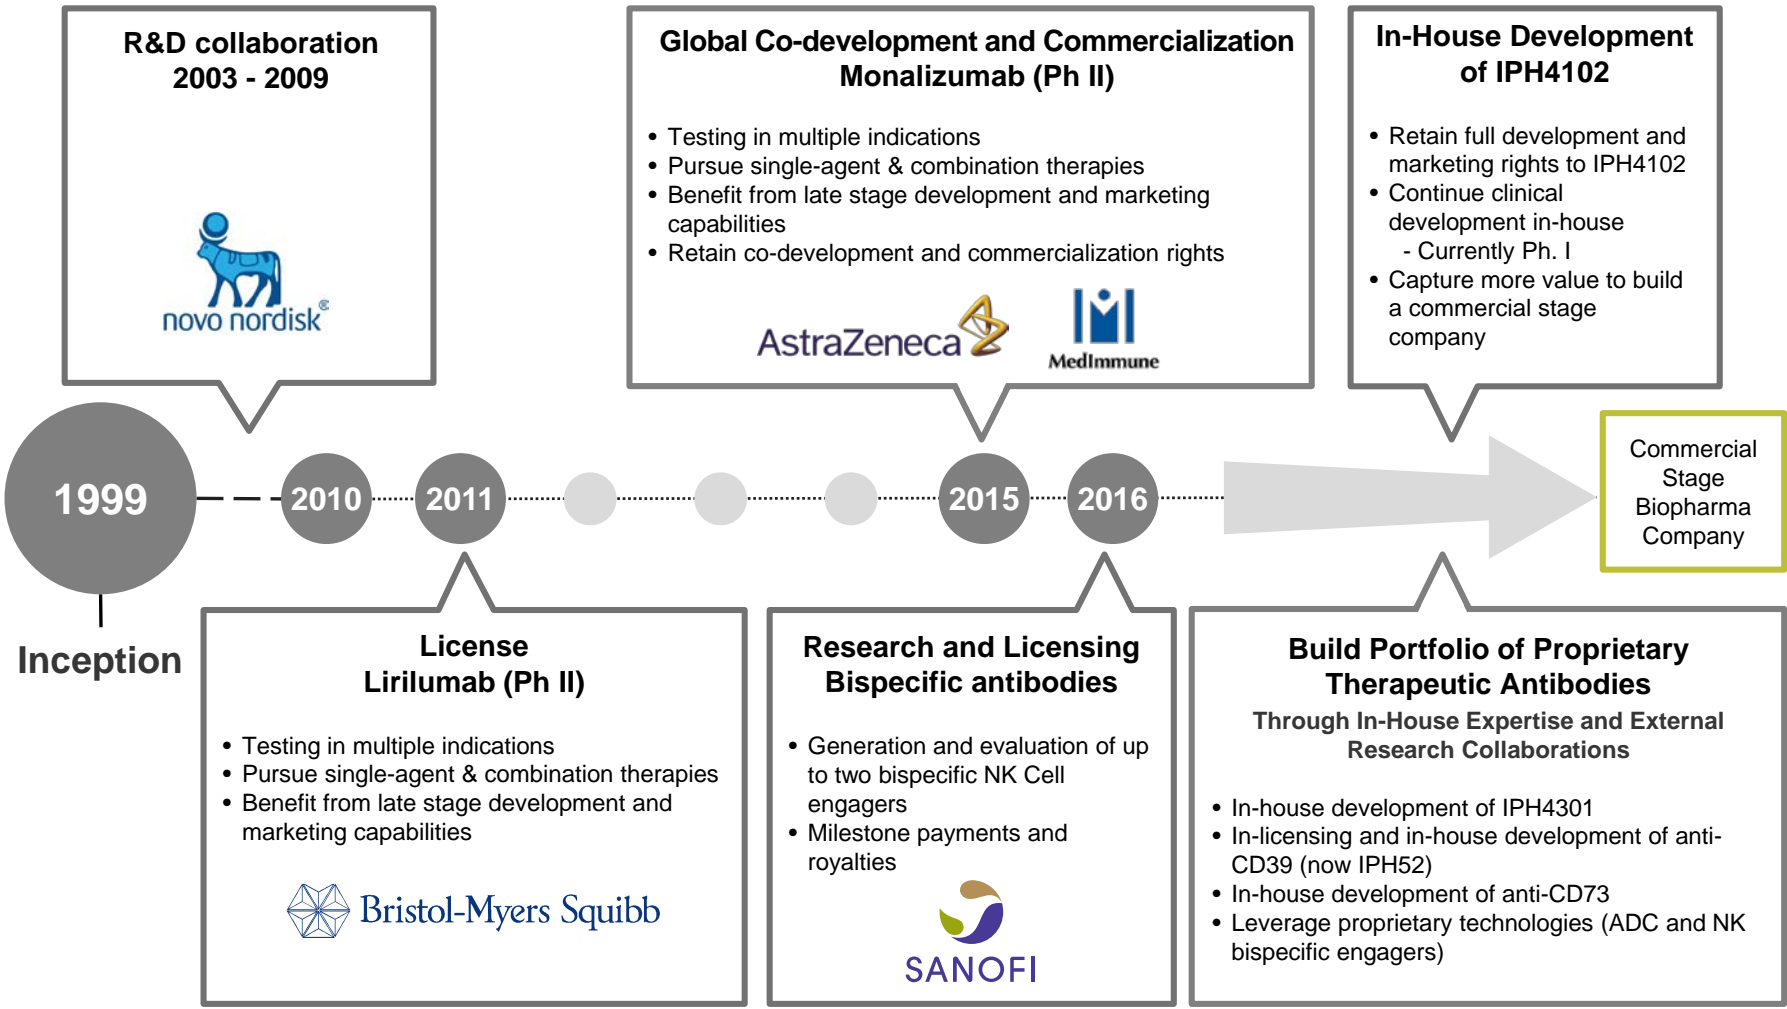 R&D collaboration
2003 - 2009
novo nordisk®
Global Co-development and Commercialization
Monalizumab (Ph II)
• Testing in multiple indications
• Pursue single-agent & combination therapies
• Benefit from late stage development and marketing
capabilities
• Retain co-development and commercialization rights
AstraZeneca
MedImmune
In-House Development
of IPH4102
• Retain full development and
marketing rights to IPH4102
• Continue clinical
development in-house
- Currently Ph. I
• Capture more value to build
a commercial stage
company
1999
2010
2011
2015
2016
Commercial
Stage
Biopharma
Company
Inception
License
Lirilumab (Ph II)
• Testing in multiple indications
• Pursue single-agent & combination therapies
• Benefit from late stage development and
marketing capabilities
Bristol-Myers Squibb
Research and Licensing
Bispecific antibodies
• Generation and evaluation of up
to two bispecific NK Cell
engagers
• Milestone payments and
royalties
SANOFI
Build Portfolio of Proprietary
Therapeutic Antibodies
Through In-House Expertise and External
Research Collaborations
• In-house development of IPH4301
• In-licensing and in-house development of anti-
CD39 (now IPH52)
• In-house development of anti-CD73
• Leverage proprietary technologies (ADC and NK
bispecific engagers)